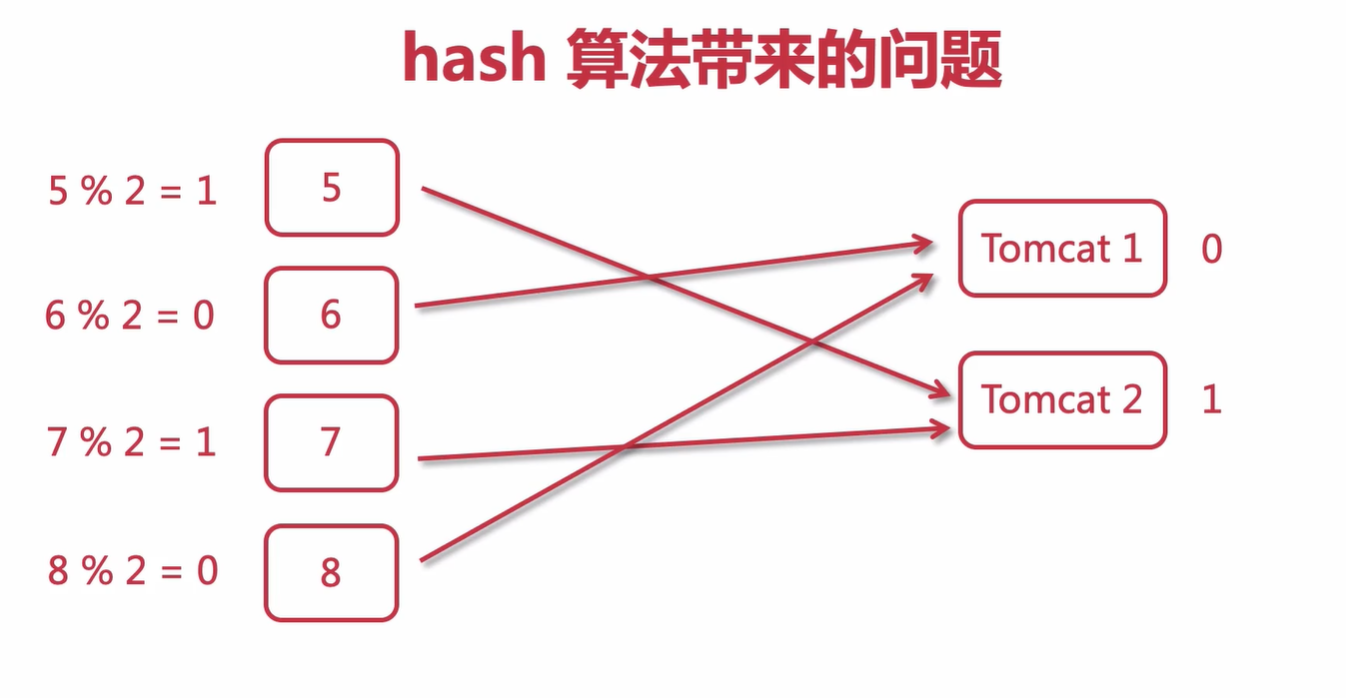 hash 算法带来的问题
5 % 2 = 1 5
6 % 2 = 0 6
7 % 2 = 1 7
8 % 2 = 0 8
Tomcat 1 0
Tomcat 2 1